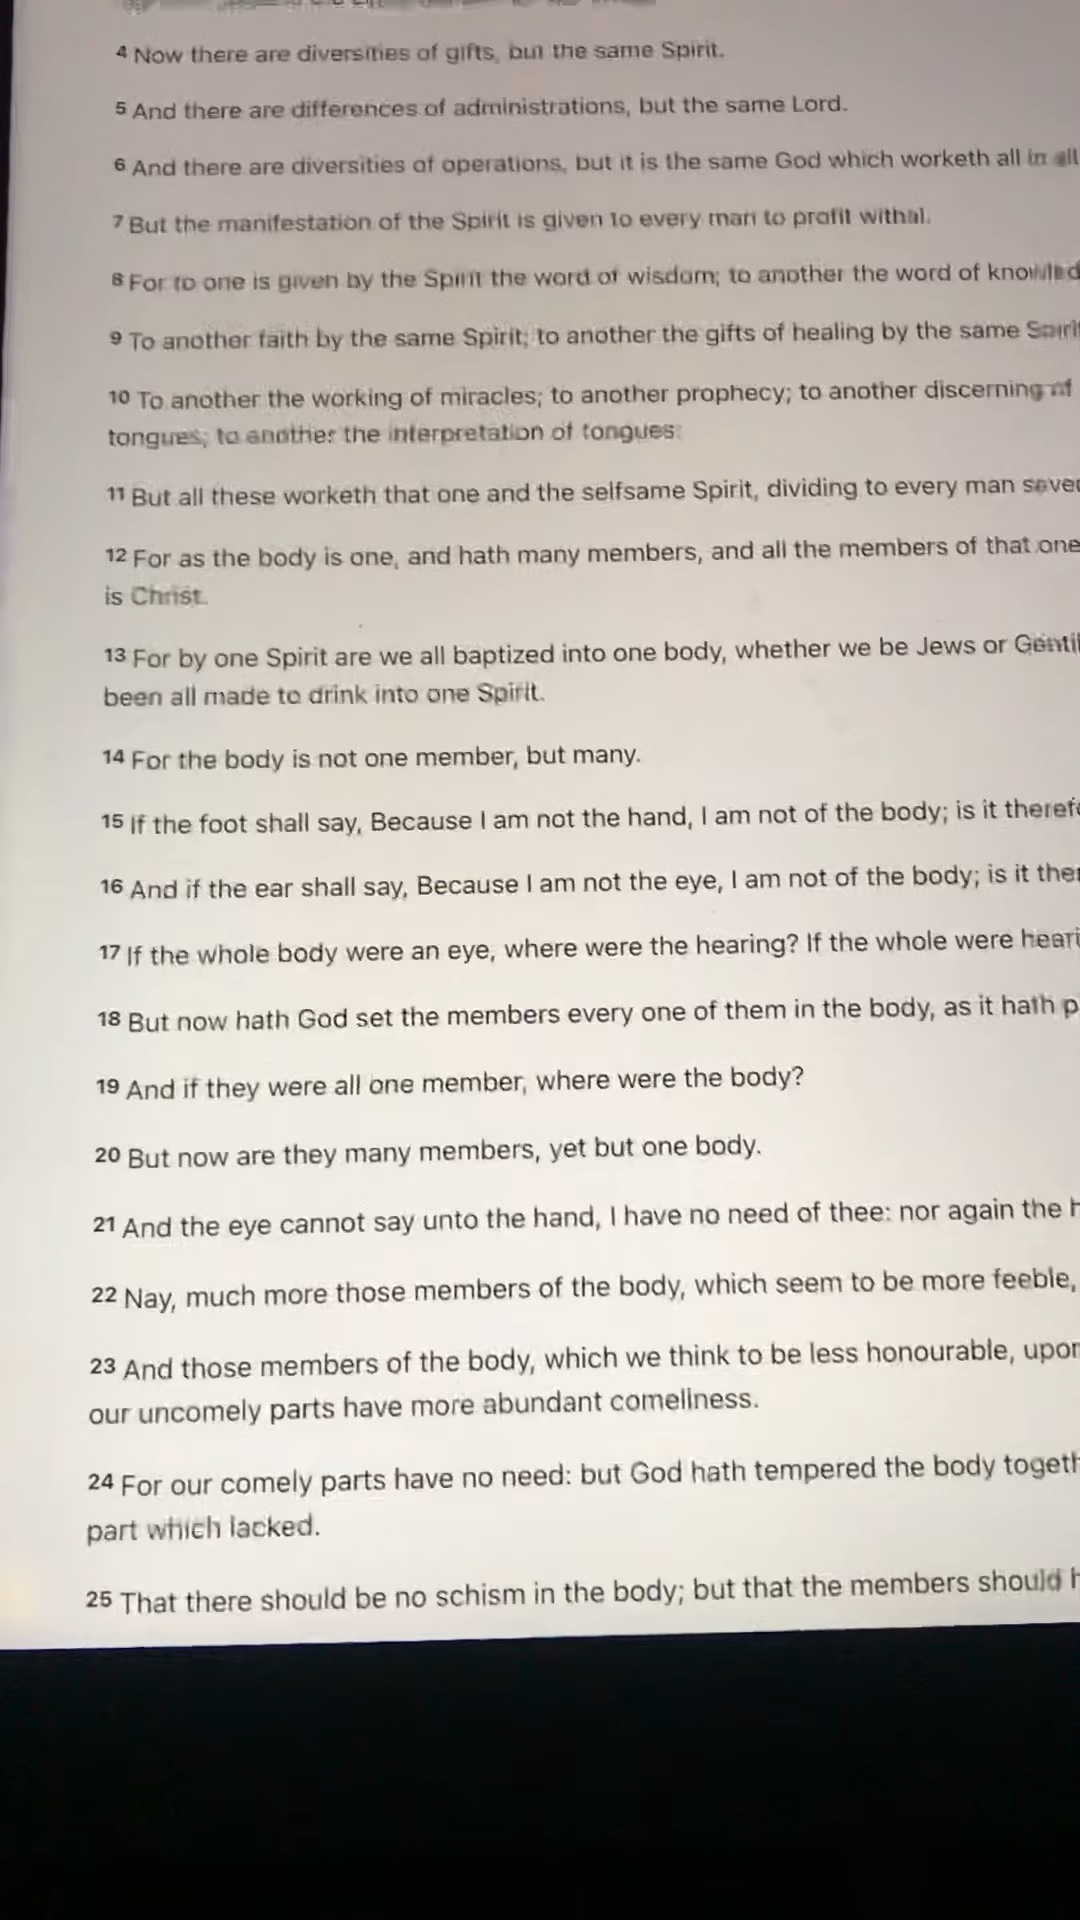 4 Now there are diversities of gifts, but the same Spirit.
5 And there are differences of administrations, but the same Lord.
6 And there are diversities of operations, but it is the same God which worketh all in all
7 But the manifestation of the Spirit is given to every man to profit withal.
8 For to one is given by the Spirit the word of wisdom; to another the word of knowled
9 To another faith by the same Spirit; to another the gifts of healing by the same Spirit
10 To another the working of miracles; to another prophecy; to another discerning of
tongues; to another the interpretation of tongues:
11 But all these worketh that one and the selfsame Spirit, dividing to every man sever
12 For as the body is one, and hath many members, and all the members of that one
is Christ.
13 For by one Spirit are we all baptized into one body, whether we be Jews or Gentil
been all made to drink into one Spirit.
14 For the body is not one member, but many.
15 If the foot shall say, Because I am not the hand, I am not of the body; is it therefo
16 And if the ear shall say, Because I am not the eye, I am not of the body; is it ther
17 If the whole body were an eye, where were the hearing? If the whole were heari
18 But now hath God set the members every one of them in the body, as it hath p
19 And if they were all one member, where were the body?
20 But now are they many members, yet but one body.
21 And the eye cannot say unto the hand, I have no need of thee: nor again the h
22 Nay, much more those members of the body, which seem to be more feeble,
23 And those members of the body, which we think to be less honourable, upon
our uncomely parts have more abundant comeliness.
24 For our comely parts have no need: but God hath tempered the body togeth
part which lacked.
25 That there should be no schism in the body; but that the members should h